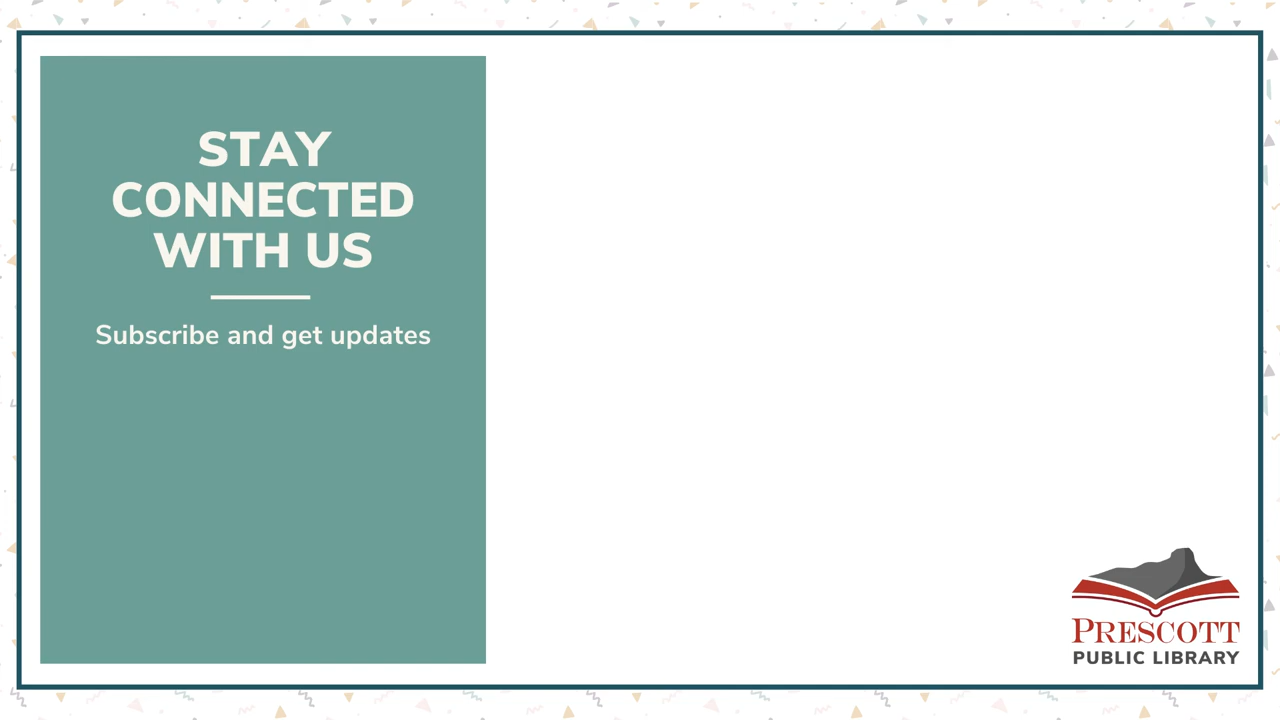 STAY
CONNECTED
WITH US
Subscribe and get updates
PRESCOTT
PUBLIC LIBRARY